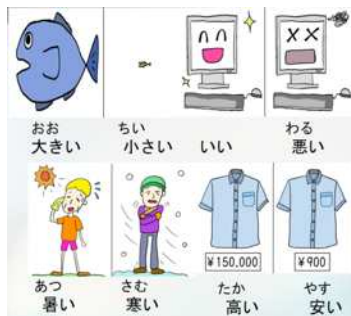 おお ちい わる
大きい 小さい いい 悪い
¥150,000 ¥900
あつ さむ たか やす
暑い 寒い 高い 安い